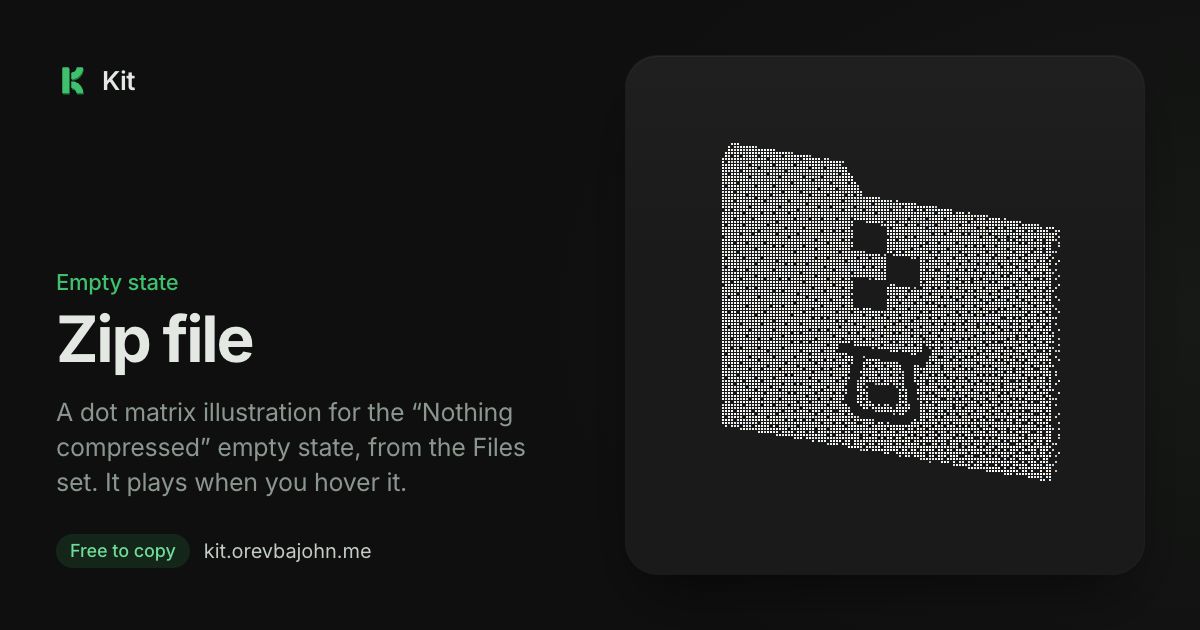 Kit
Empty state
Zip file
A dot matrix illustration for the “Nothing
compressed” empty state, from the Files
set. It plays when you hover it.
Free to copy
kit.orevbajohn.me